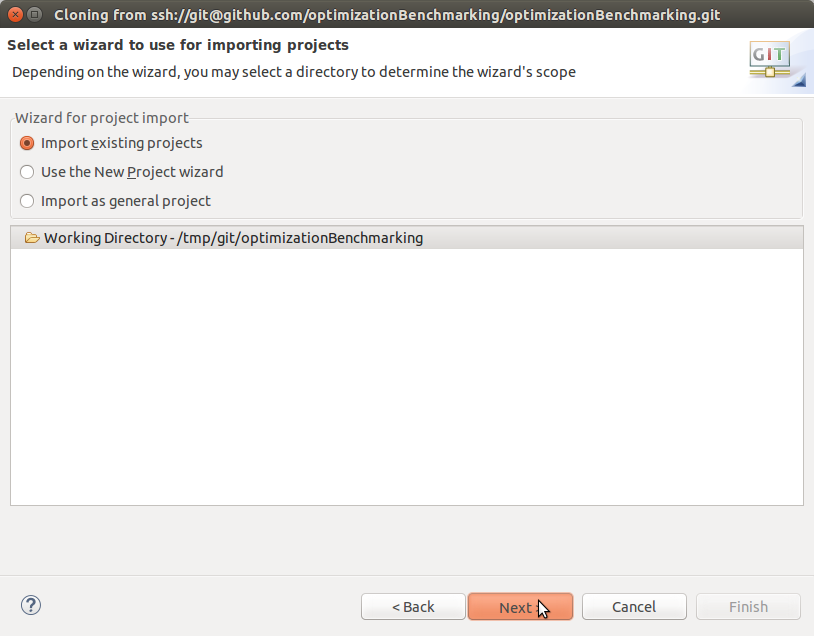 Cloning from ssh://git@github.com/optimizationBenchmarking/optimizationBenchmarking.git
Select a wizard to use for importing projects
Depending on the wizard, you may select a directory to determine the wizard's scope
GIT
Wizard for project import
Import existing projects
Use the New Project wizard
Import as general project
Working Directory - /tmp/git/optimizationBenchmarking
?
< Back
Next >
Cancel
Finish